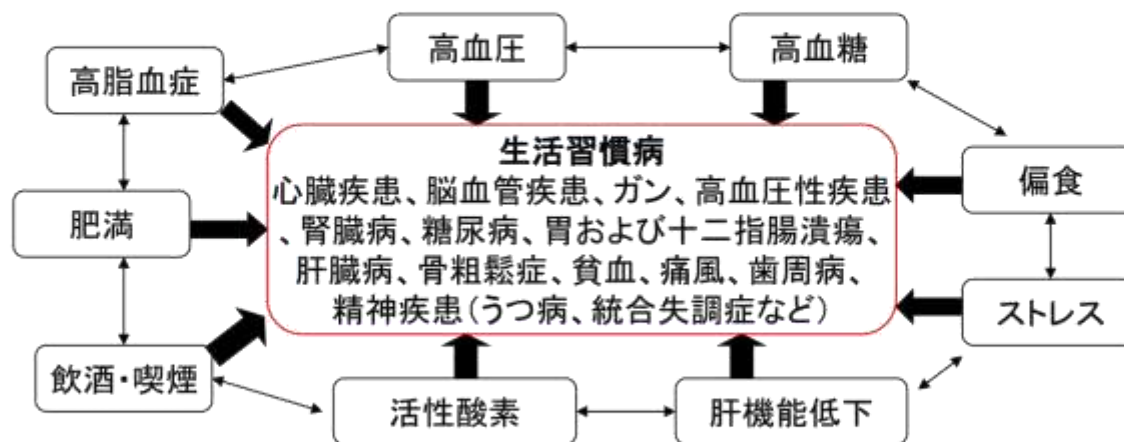 高血圧
高血糖
高脂血症
生活習慣病
心臓疾患、脳血管疾患、ガン、高血圧性疾患
、腎臓病、糖尿病、胃および十二指腸潰瘍、
肝臓病、骨粗鬆症、貧血、痛風、歯周病、
精神疾患(うつ病、統合失調症など)
偏食
肥満
ストレス
飲酒・喫煙
活性酸素
肝機能低下